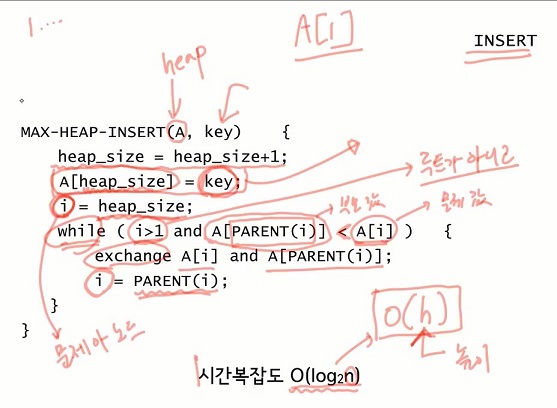 1....
A[i]
INSERT
heap
MAX-HEAP-INSERT(A, key) {
heap_size = heap_size+1;
A[heap_size] = key;
루트가 아니고
i = heap_size;
부모 값
문제 값
while ( i>1 and A[PARENT(i)] < A[i] ) {
exchange A[i] and A[PARENT(i)];
i = PARENT(i);
}
}
문제아 노드
O(h)
높이
시간복잡도 O(log₂n)